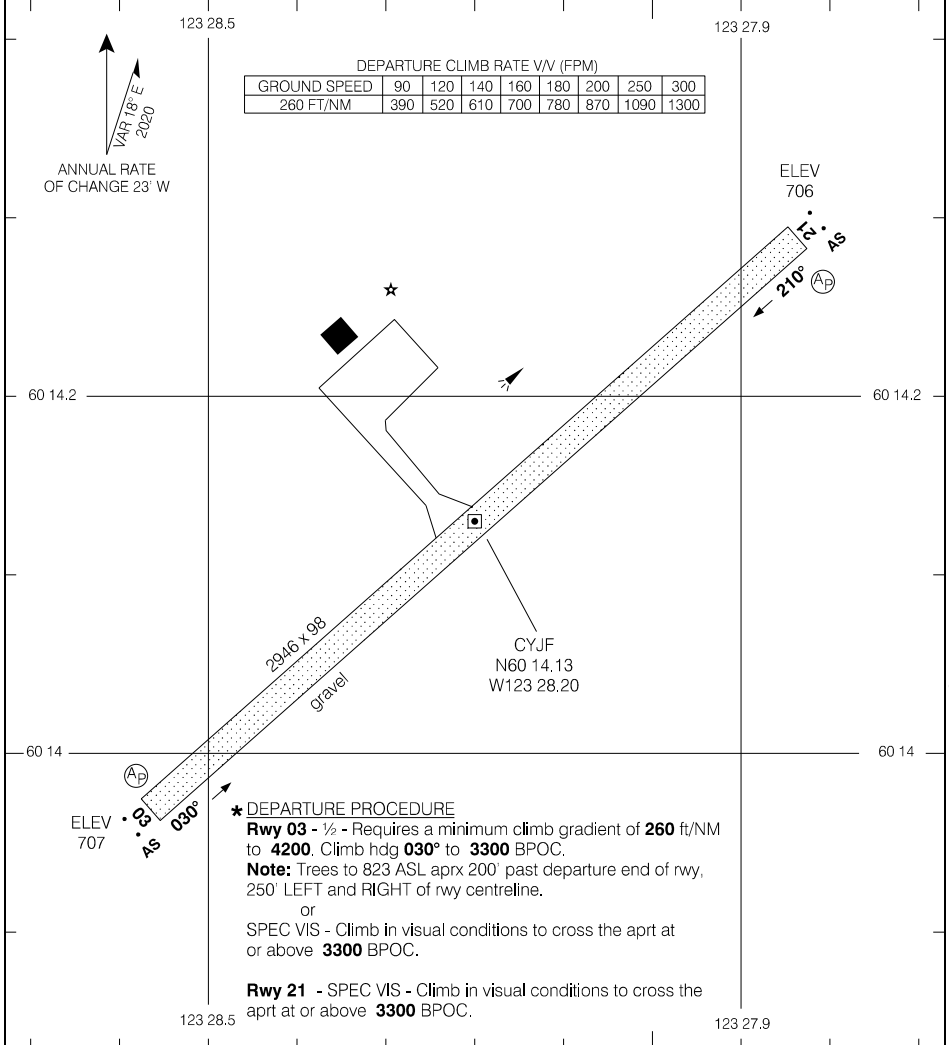 123 28.5
123 27.9
DEPARTURE CLIMB RATE V/V (FPM)
GROUND SPEED 90 120 140 160 180 200 250 300
260 FT/NM 390 520 610 700 780 870 1090 1300
VAR 18° E
2020
ANNUAL RATE
OF CHANGE 23' W
ELEV
706
21
AS
210°
AP
60 14.2
60 14.2
2946 x 98
gravel
CYJF
N60 14.13
W123 28.20
60 14
60 14
AP
ELEV
707
03
AS
030°
* DEPARTURE PROCEDURE
Rwy 03 - ½ - Requires a minimum climb gradient of 260 ft/NM
to 4200. Climb hdg 030° to 3300 BPOC.
Note: Trees to 823 ASL aprx 200' past departure end of rwy,
250' LEFT and RIGHT of rwy centreline.
or
SPEC VIS - Climb in visual conditions to cross the aprt at
or above 3300 BPOC.
Rwy 21 - SPEC VIS - Climb in visual conditions to cross the
aprt at or above 3300 BPOC.
123 28.5
123 27.9